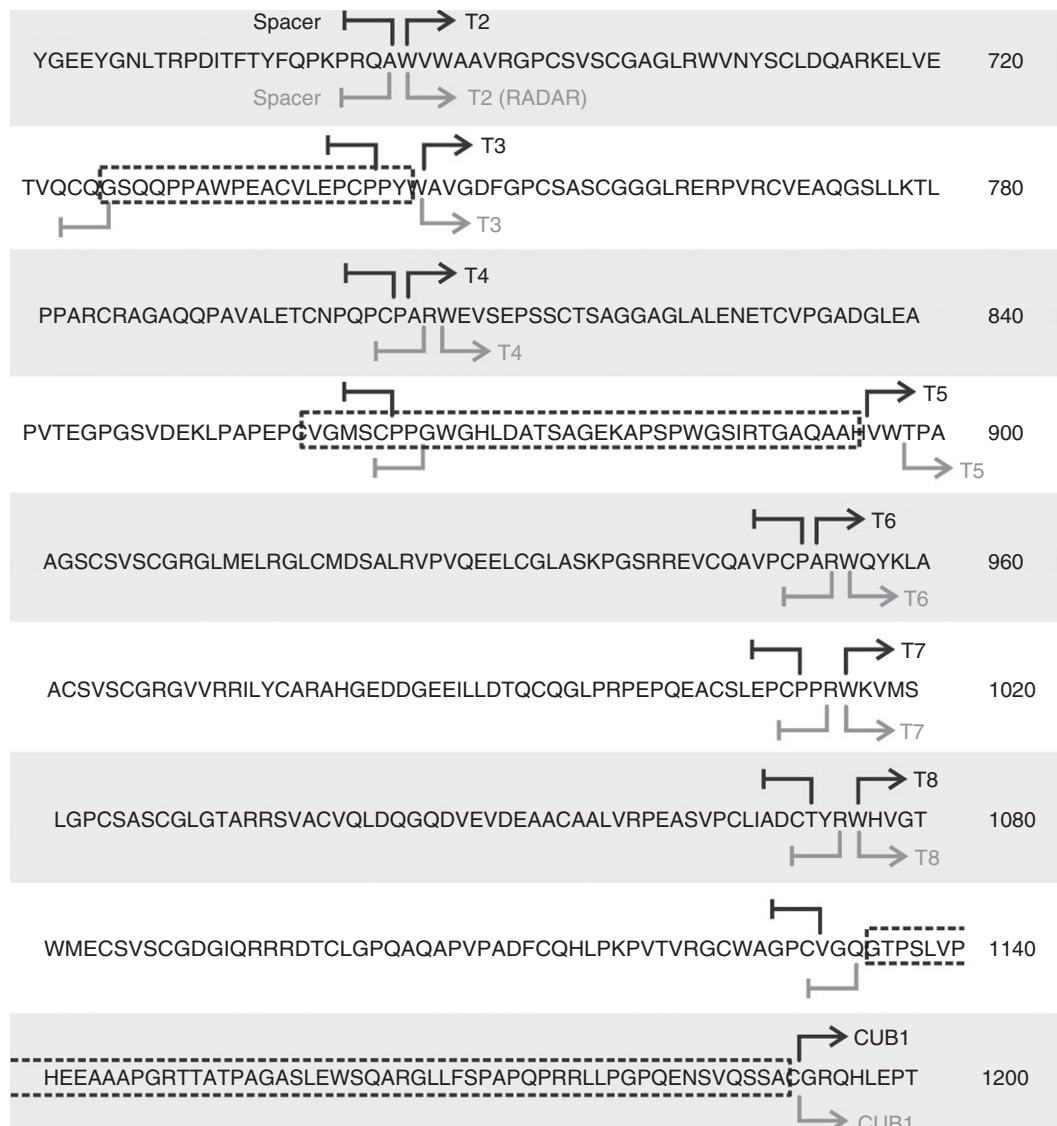 Spacer T2
YGEEYGNLTRPDITFTYFQPKPRQAWVWAAVRGPCSVSCGAGLRWVNYSCLDQARKELVE 720
Spacer T2 (RADAR)
T3
TVQCQGSQQPPAWPEACVLEPCPPYWAVGDFGPCSASCGGGLRERPVRCVEAQGSLLKTL 780
T3
T4
PPARCRAGAQQPAVALETCNPQPCPARWEVSEPSSCTSAGGAGLALENETCVPGADGLEA 840
T4
T5
PVTEGPGSVDEKLPAPEPCVGMSCPPGWGHLDATSAGEKAPSPWGSIRTGAQAAHVWTPA 900
T5
T6
AGSCSVSCGRGLMELRGLCMDSALRVPVQEELCGLASKPGSRREVCQAVPCPARWQYKLA 960
T6
T7
ACSVSCGRGVVRRILYCARAHGEDDGEEILLDTQCQGLPRPEPQEACSLEPCPPRWKVMS 1020
T7
T8
LGPCSASCGLGTARRSVACVQLDQGQDVEVDEAACAALVRPEASVPCLIADCTYRWHVGT 1080
T8
WMECSVSCGDGIQRRRDTCLGPQAQAPVPADFCQHLPKPVTVRGCWAGPCVGQGTPSLVP 1140
CUB1
HEEAAAPGRTTATPAGASLEWSQARGLLFSPAPQPRRLLPGPQENSVQSSACGRQHLEPT 1200
CUB1